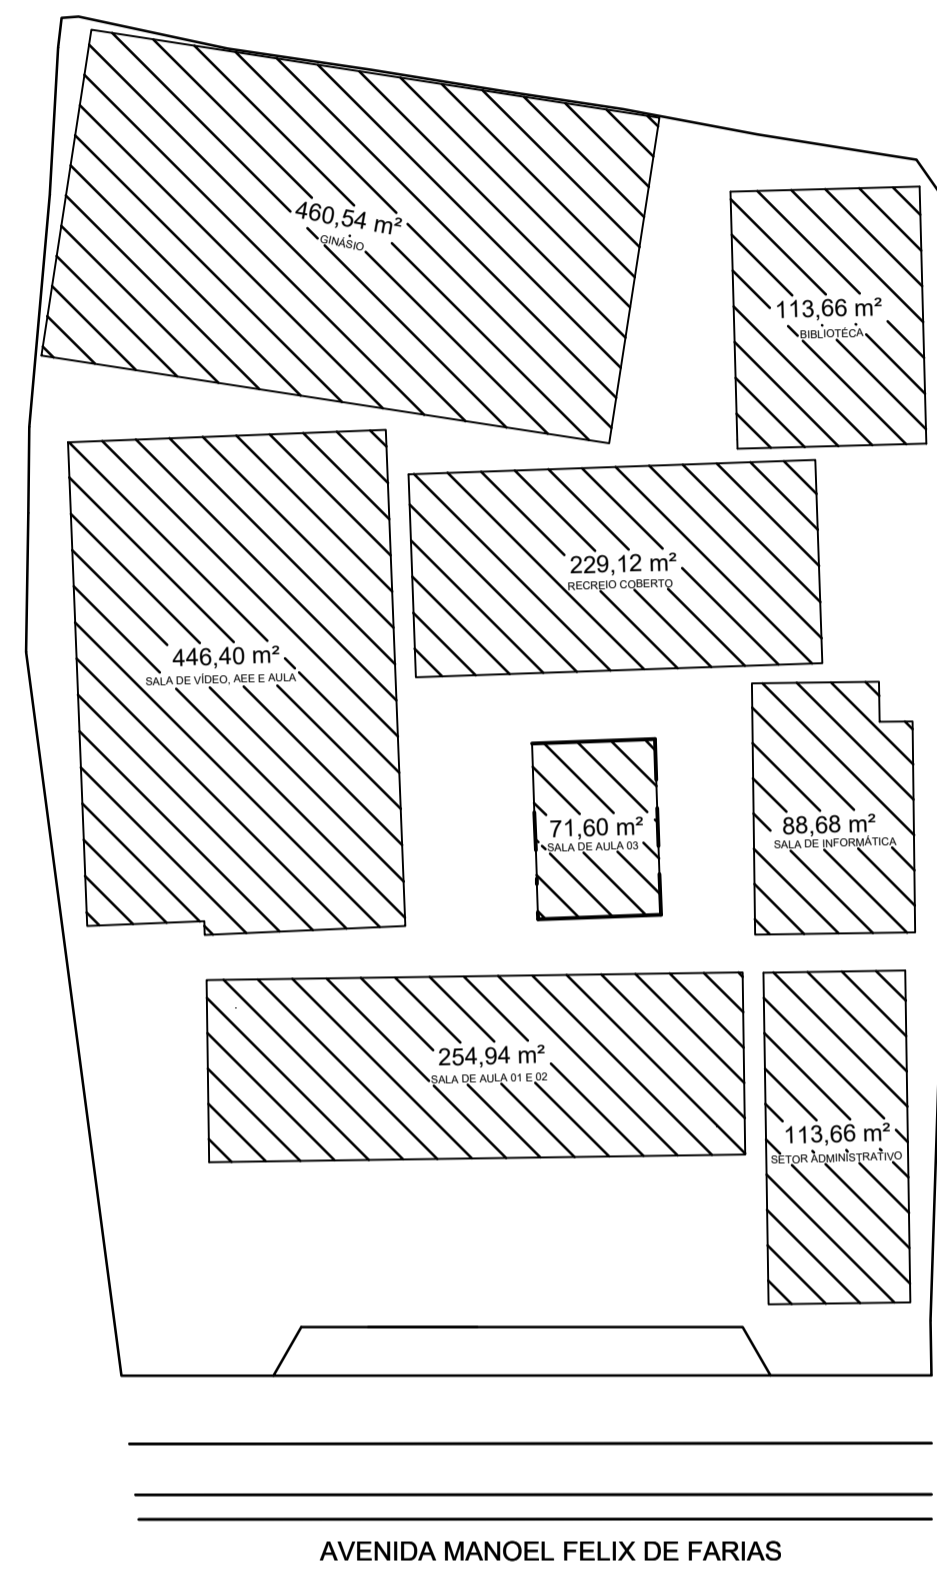 460,54 m²
GINÁSIO
113,66 m²
BIBLIOTÉCA
229,12 m²
RECREIO COBERTO
446,40 m²
SALA DE VÍDEO, AEE E AULA
71,60 m²
SALA DE AULA 03
88,68 m²
SALA DE INFORMÁTICA
254,94 m²
SALA DE AULA 01 E 02
113,66 m²
SETOR ADMINISTRATIVO
AVENIDA MANOEL FELIX DE FARIAS